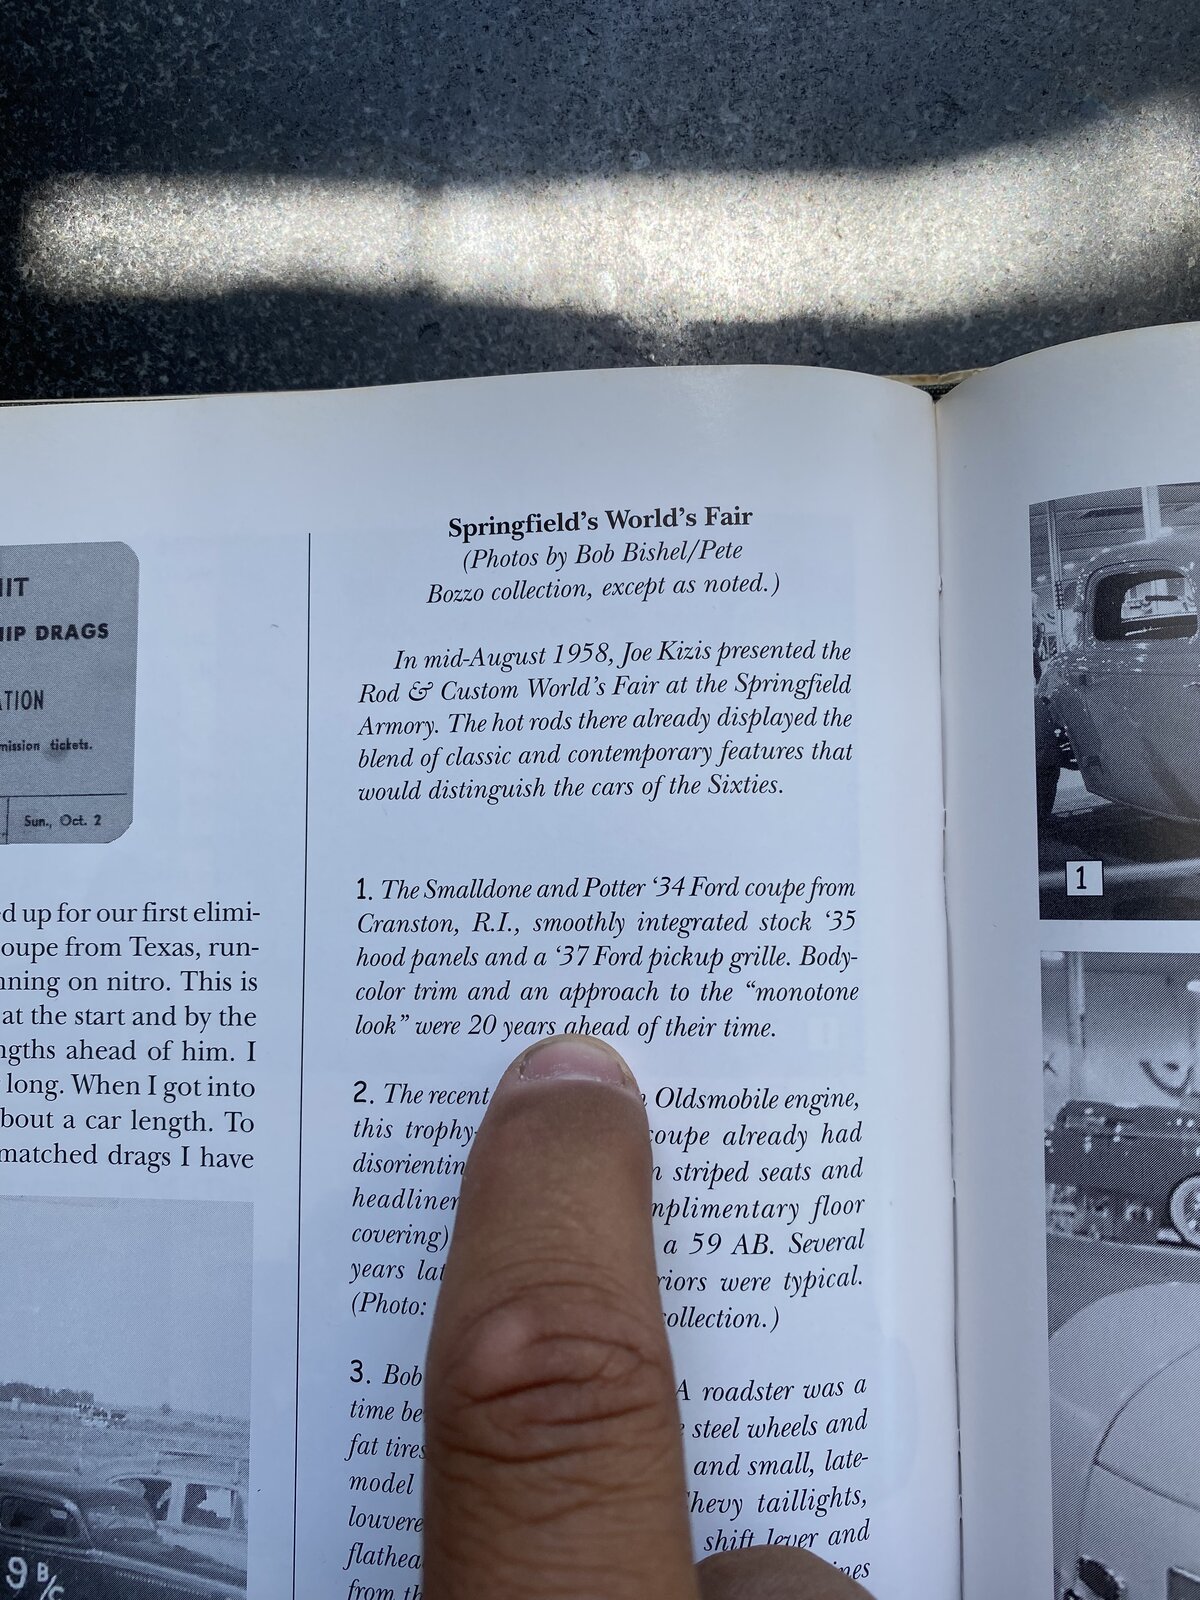 IIT
IIP DRAGS
ATION
mission tickets.
Sun., Oct. 2
ed up for our first elimi-
oupe from Texas, run-
nning on nitro. This is
at the start and by the
ngths ahead of him. I
long. When I got into
bout a car length. To
matched drags I have
9 B/C
Springfield's World's Fair
(Photos by Bob Bishel/Pete
Bozzo collection, except as noted.)
In mid-August 1958, Joe Kizis presented the
Rod & Custom World's Fair at the Springfield
Armory. The hot rods there already displayed the
blend of classic and contemporary features that
would distinguish the cars of the Sixties.
1. The Smalldone and Potter ‘34 Ford coupe from
Cranston, R.I., smoothly integrated stock ‘35
hood panels and a ‘37 Ford pickup grille. Body-
color trim and an approach to the “monotone
look” were 20 years ahead of their time.
2. The recent Oldsmobile engine,
this trophy- coupe already had
disorientin striped seats and
headliner mplimentary floor
covering) a 59 AB. Several
years lat riors were typical.
(Photo: collection.)
3. Bob A roadster was a
time be steel wheels and
fat tires and small, late-
model Chevy taillights,
louvere shift lever and
flathea ines
from th
1